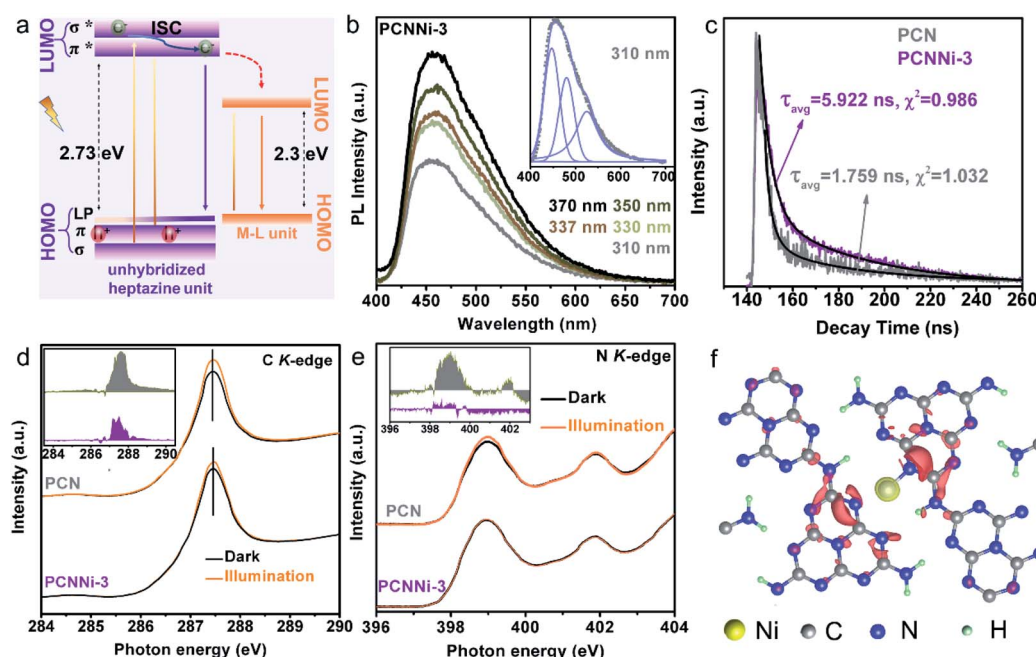 a
LUMO
σ *
π *
C⁻
ISC
C⁻
LUMO
2.73 eV
2.3 eV
HOMO
LP
π
σ
H⁺
H⁺
HOMO
M-L unit
unhybridized
heptazine unit
b
PCNNi-3
310 nm
400 500 600 700
370 nm 350 nm
337 nm 330 nm
310 nm
PL Intensity (a.u.)
400 450 500 550 600 650 700
Wavelength (nm)
c
PCN
PCNNi-3
τavg=5.922 ns, χ²=0.986
τavg=1.759 ns, χ²=1.032
Intensity (a.u.)
140 160 180 200 220 240 260
Decay Time (ns)
d
C K-edge
284 286 288 290
PCN
Dark
Illumination
PCNNi-3
Intensity (a.u.)
284 285 286 287 288 289 290
Photon energy (eV)
e
N K-edge
396 399 402
Dark
Illumination
PCN
PCNNi-3
Intensity (a.u.)
396 398 400 402 404
Photon energy (eV)
f
Ni C N H